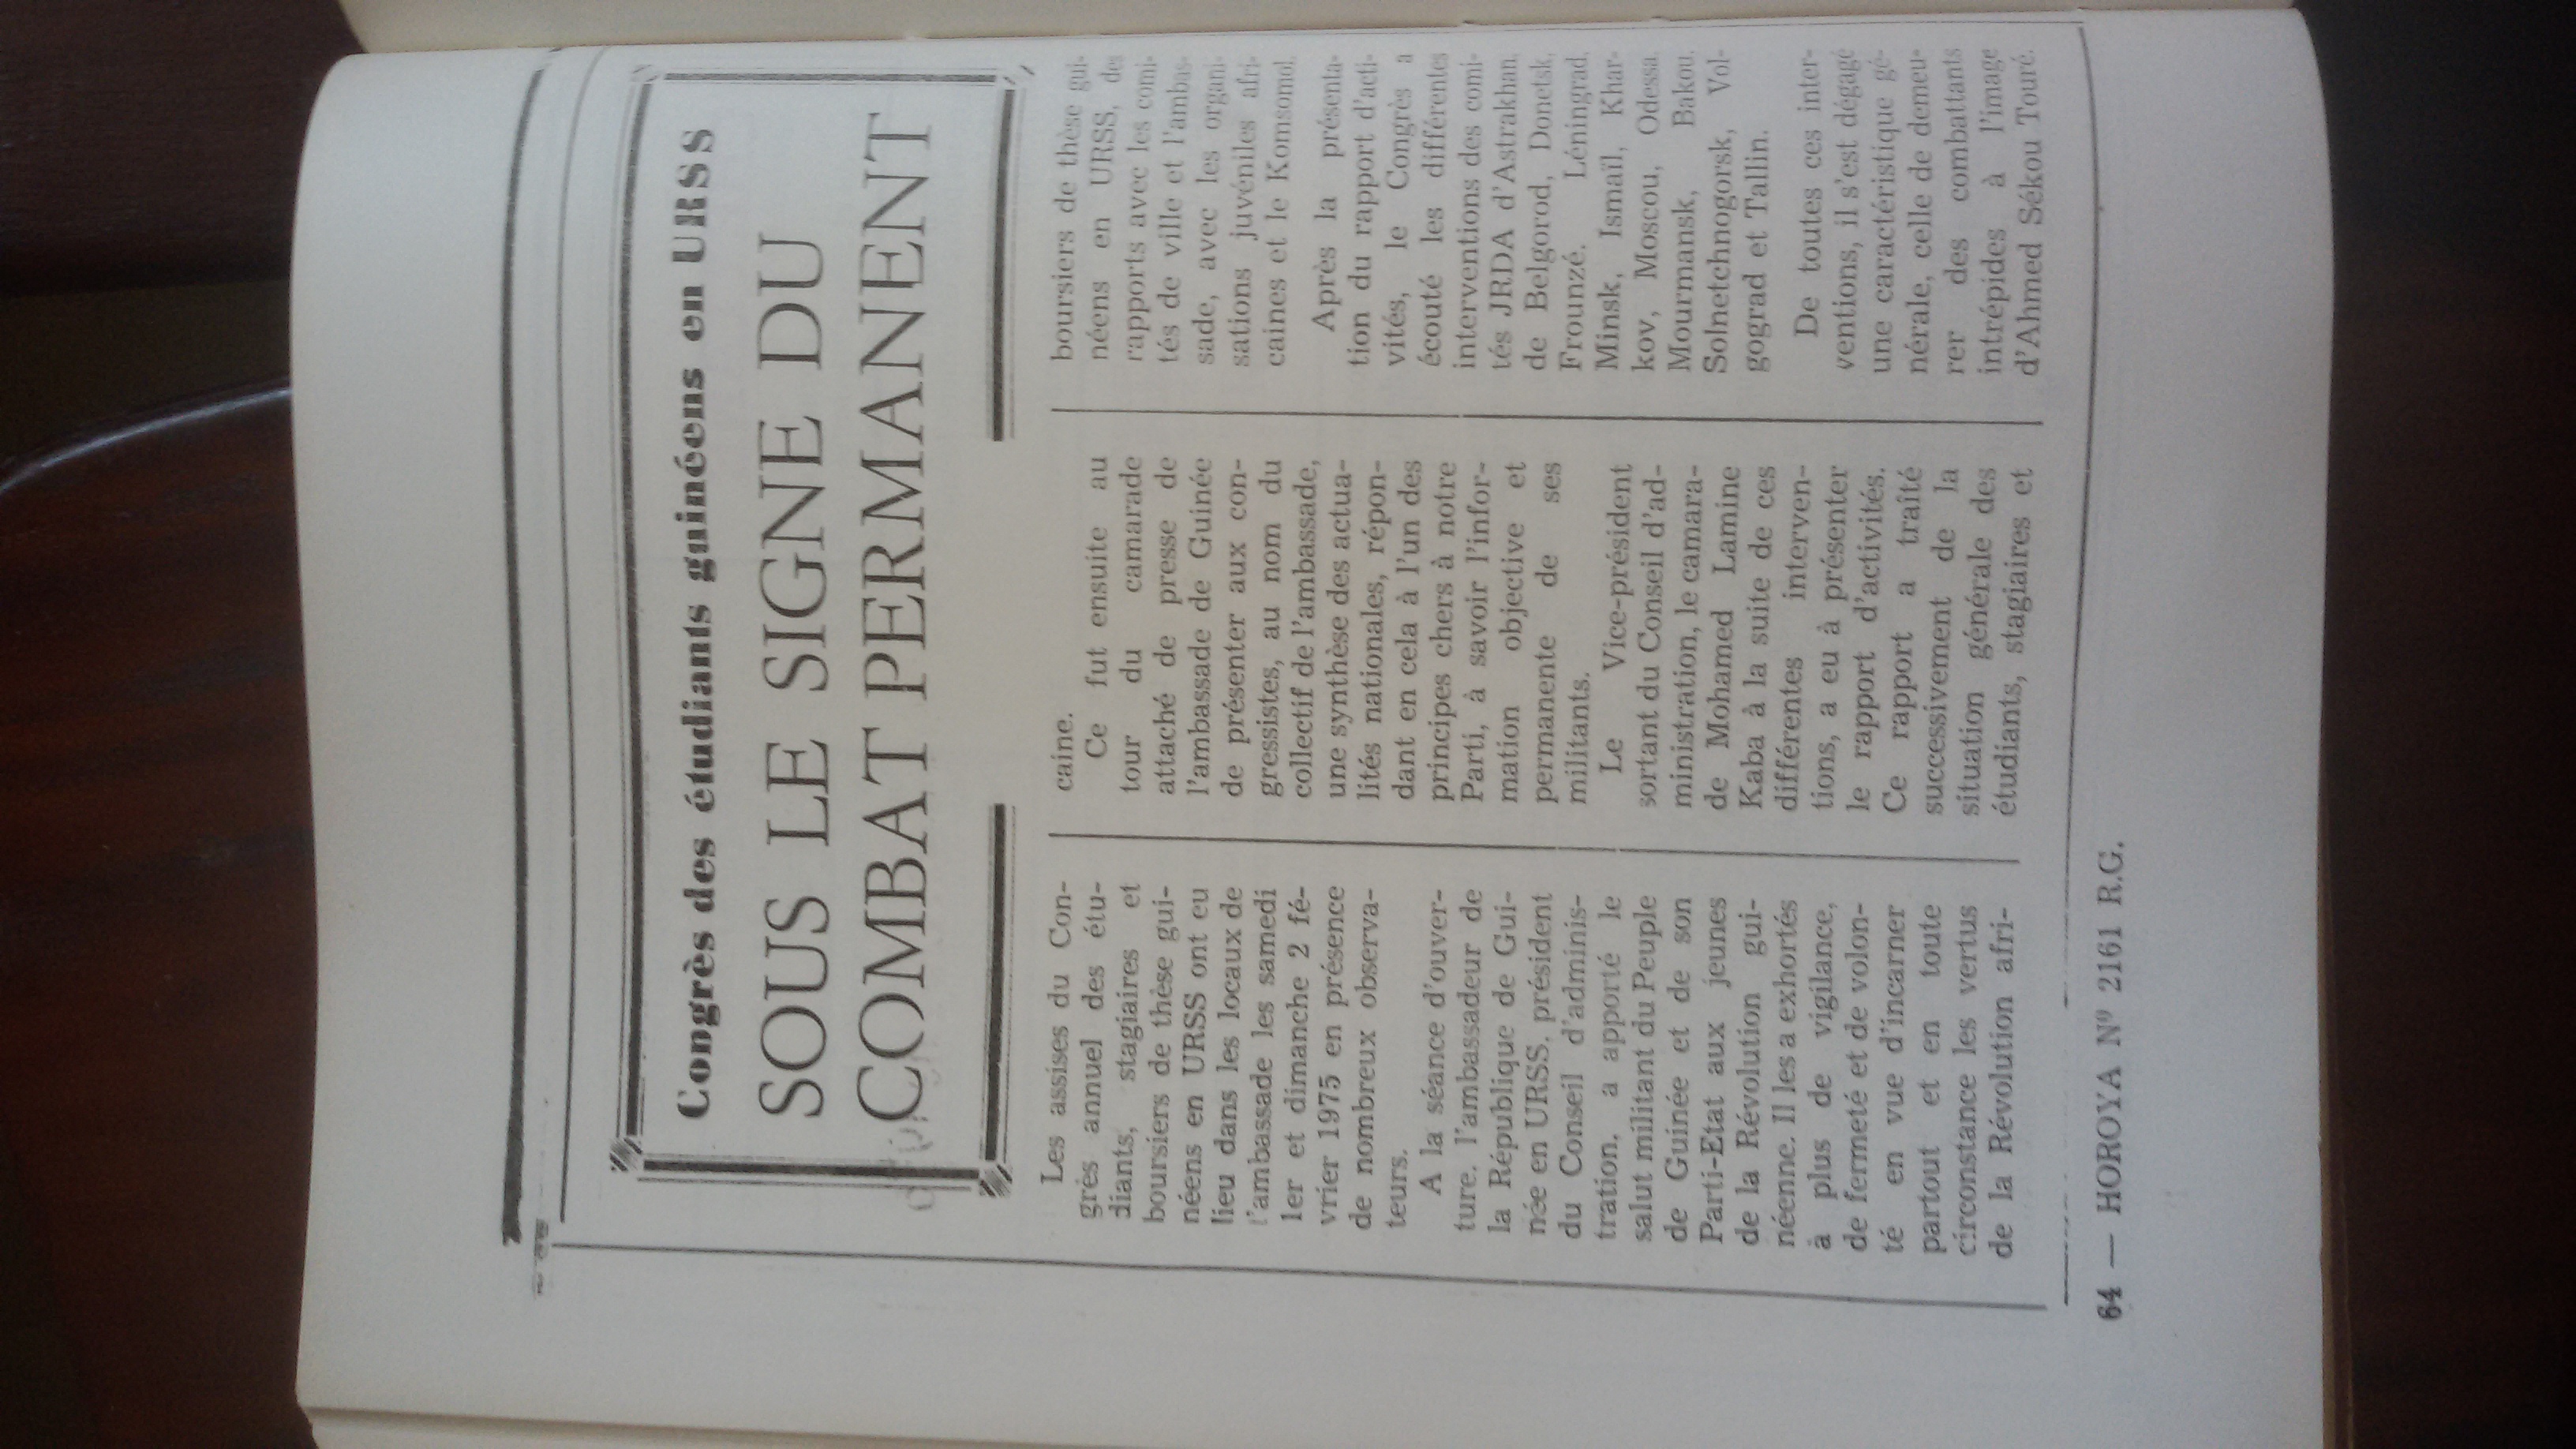 Congrès des étudiants guinéens en URSS
SOUS LE SIGNE DU
COMBAT PERMANENT
Les assises du Con-
grès annuel des étu-
diants, stagiaires et
boursiers de thèse gui-
néens en URSS ont eu
lieu dans les locaux de
l'ambassade les samedi
1er et dimanche 2 fé-
vrier 1975 en présence
de nombreux observa-
teurs.
A la séance d'ouver-
ture. l'ambassadeur de
la République de Gui-
née en URSS, président
du Conseil d'adminis-
tration, a apporté le
salut militant du Peuple
de Guinée et de son
Parti-Etat aux jeunes
de la Révolution gui-
néenne. Il les a exhortés
à plus de vigilance,
de fermeté et de volon-
té en vue d'incarner
partout et en toute
circonstance les vertus
de la Révolution afri-
caine.
Ce fut ensuite au
tour du camarade
attaché de presse de
l'ambassade de Guinée
de présenter aux con-
gressistes, au nom du
collectif de l'ambassade,
une synthèse des actua-
lités nationales, répon-
dant en cela à l'un des
principes chers à notre
Parti, à savoir l'infor-
mation objective et
permanente de ses
militants.
Le Vice-président
sortant du Conseil d'ad-
ministration, le camara-
de Mohamed Lamine
Kaba à la suite de ces
différentes interven-
tions, a eu à présenter
le rapport d'activités.
Ce rapport a traîté
successivement de la
situation générale des
étudiants, stagiaires et
boursiers de thèse gui-
néens en URSS, des
rapports avec les comi-
tés de ville et l'ambas-
sade, avec les organi-
sations juvéniles afri-
caines et le Komsomol.
Après la présenta-
tion du rapport d'acti-
vités, le Congrès a
écouté les différentes
interventions des comi-
tés JRDA d'Astrakhan,
de Belgorod, Donetsk,
Frounzé. Léningrad,
Minsk, Ismaïl, Khar-
kov, Moscou, Odessa,
Mourmansk, Bakou,
Solnetchnogorsk, Vol-
gograd et Tallin.
De toutes ces inter-
ventions, il s'est dégagé
une caractéristique gé-
nérale, celle de demeu-
rer des combattants
intrépides à l'image
d'Ahmed Sékou Touré.
64 — HOROYA Nº 2161 R.G.